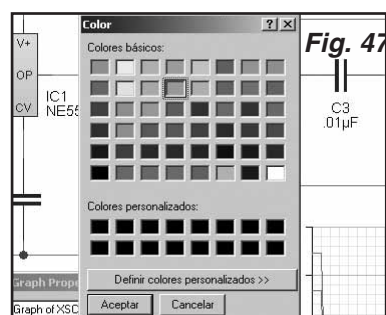 Color
? ×
Fig. 47
V+
OP
CV
IC1
NE55
C3
.01µF
Colores básicos:
Colores personalizados:
Definir colores personalizados >>
Aceptar
Cancelar
Graph Prope
Graph of XSC